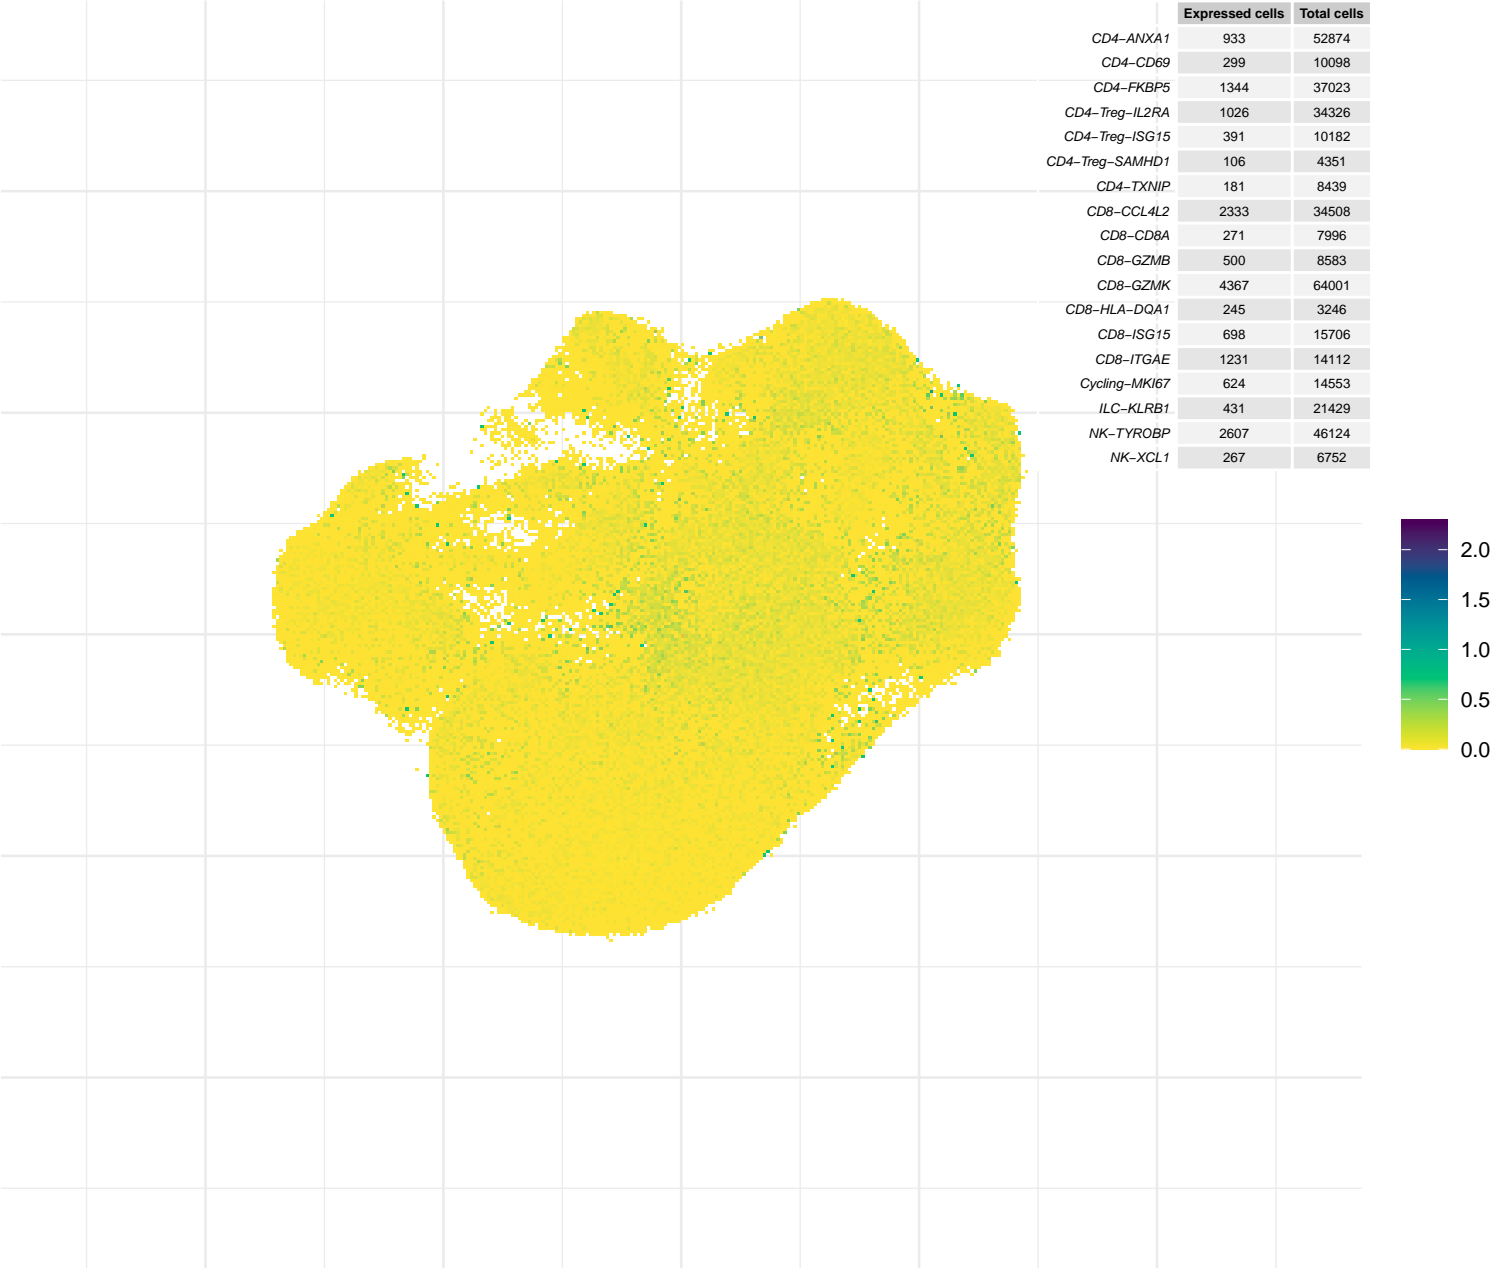 Expressed cells Total cells
CD4−ANXA1 933 52874
CD4−CD69 299 10098
CD4−FKBP5 1344 37023
CD4−Treg−IL2RA 1026 34326
CD4−Treg−ISG15 391 10182
CD4−Treg−SAMHD1 106 4351
CD4−TXNIP 181 8439
CD8−CCL4L2 2333 34508
CD8−CD8A 271 7996
CD8−GZMB 500 8583
CD8−GZMK 4367 64001
CD8−HLA−DQA1 245 3246
CD8−ISG15 698 15706
CD8−ITGAE 1231 14112
Cycling−MKI67 624 14553
ILC−KLRB1 431 21429
NK−TYROBP 2607 46124
NK−XCL1 267 6752
2.0
1.5
1.0
0.5
0.0